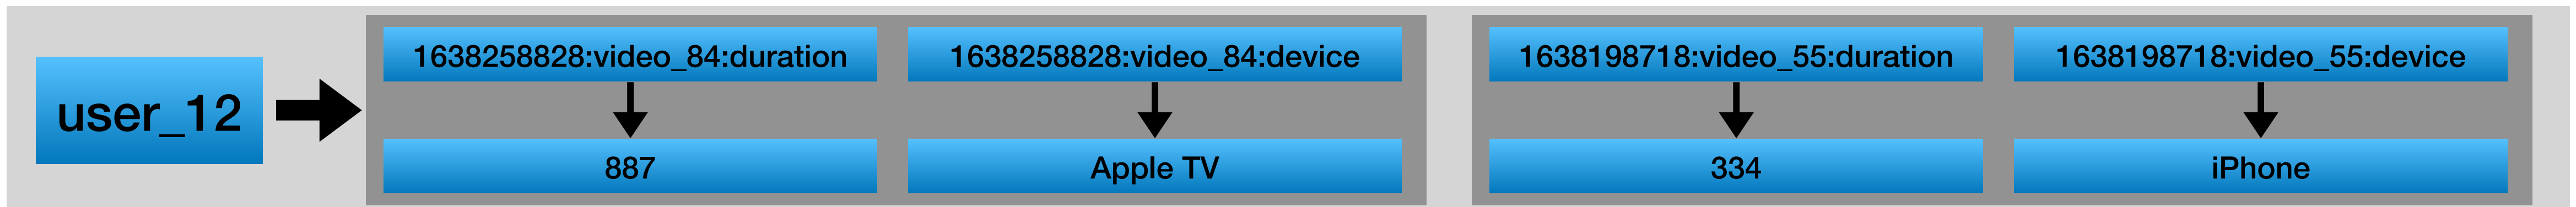 user_12
1638258828:video_84:duration
1638258828:video_84:device
1638198718:video_55:duration
1638198718:video_55:device
887
Apple TV
334
iPhone